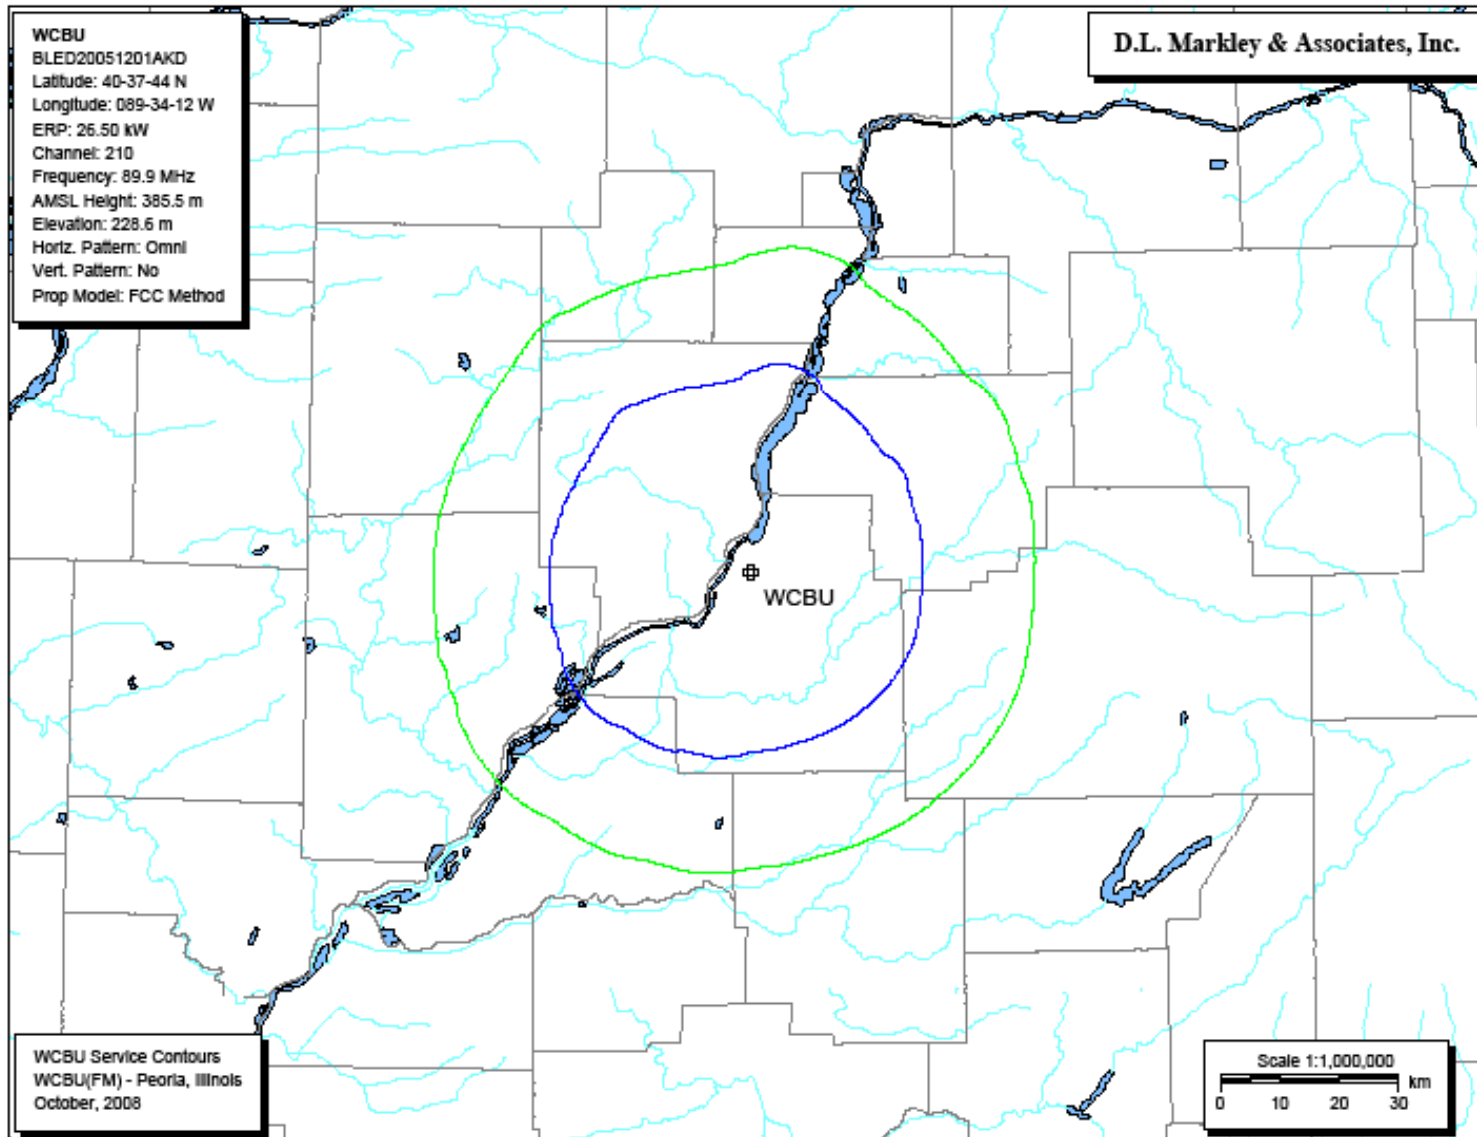 WCBU
BLED20051201AKD
Latitude: 40-37-44 N
Longitude: 089-34-12 W
ERP: 26.50 kW
Channel: 210
Frequency: 89.9 MHz
AMSL Height: 385.5 m
Elevation: 228.6 m
Horiz. Pattern: Omni
Vert. Pattern: No
Prop Model: FCC Method
D.L. Markley & Associates, Inc.
WCBU
WCBU Service Contours
WCBU(FM) - Peoria, Illinois
October, 2008
Scale 1:1,000,000
km
0 10 20 30